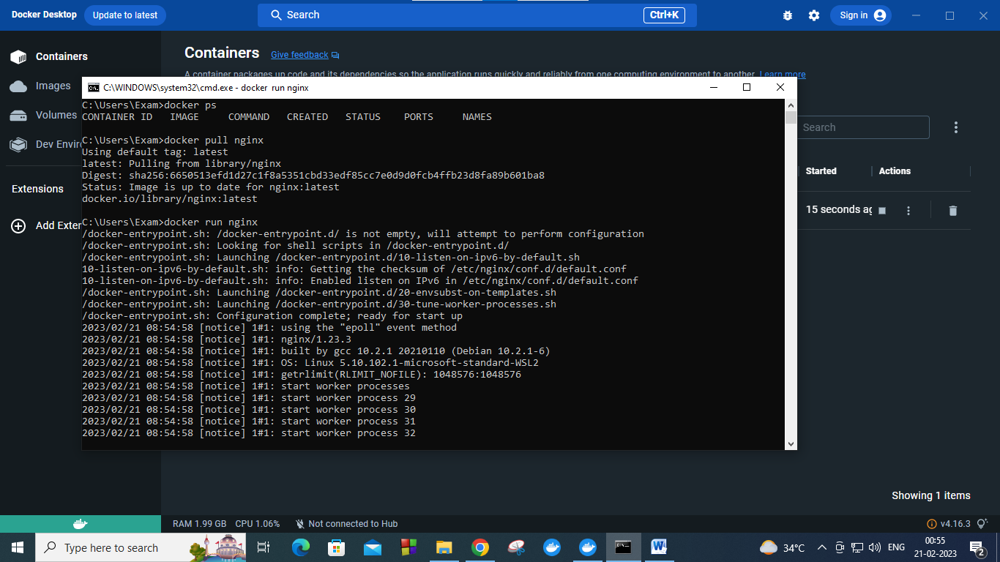 Docker Desktop
Update to latest
Search
Ctrl+K
Sign in
Containers
Images
Volumes
Dev Envir
Extensions
Add Exter
Containers
Give feedback
A container packages up code and its dependencies so the application runs quickly and reliably from one computing environment to another. Learn more
Search
Started
Actions
15 seconds ag
C:\WINDOWS\system32\cmd.exe - docker run nginx
C:\Users\Exam>docker ps
CONTAINER ID   IMAGE     COMMAND   CREATED   STATUS    PORTS     NAMES
C:\Users\Exam>docker pull nginx
Using default tag: latest
latest: Pulling from library/nginx
Digest: sha256:6650513efd1d27c1f8a5351cbd33edf85cc7e0d9d0fcb4ffb23d8fa89b601ba8
Status: Image is up to date for nginx:latest
docker.io/library/nginx:latest
C:\Users\Exam>docker run nginx
/docker-entrypoint.sh: /docker-entrypoint.d/ is not empty, will attempt to perform configuration
/docker-entrypoint.sh: Looking for shell scripts in /docker-entrypoint.d/
/docker-entrypoint.sh: Launching /docker-entrypoint.d/10-listen-on-ipv6-by-default.sh
10-listen-on-ipv6-by-default.sh: info: Getting the checksum of /etc/nginx/conf.d/default.conf
10-listen-on-ipv6-by-default.sh: info: Enabled listen on IPv6 in /etc/nginx/conf.d/default.conf
/docker-entrypoint.sh: Launching /docker-entrypoint.d/20-envsubst-on-templates.sh
/docker-entrypoint.sh: Launching /docker-entrypoint.d/30-tune-worker-processes.sh
/docker-entrypoint.sh: Configuration complete; ready for start up
2023/02/21 08:54:58 [notice] 1#1: using the "epoll" event method
2023/02/21 08:54:58 [notice] 1#1: nginx/1.23.3
2023/02/21 08:54:58 [notice] 1#1: built by gcc 10.2.1 20210110 (Debian 10.2.1-6)
2023/02/21 08:54:58 [notice] 1#1: OS: Linux 5.10.102.1-microsoft-standard-WSL2
2023/02/21 08:54:58 [notice] 1#1: getrlimit(RLIMIT_NOFILE): 1048576:1048576
2023/02/21 08:54:58 [notice] 1#1: start worker processes
2023/02/21 08:54:58 [notice] 1#1: start worker process 29
2023/02/21 08:54:58 [notice] 1#1: start worker process 30
2023/02/21 08:54:58 [notice] 1#1: start worker process 31
2023/02/21 08:54:58 [notice] 1#1: start worker process 32
Showing 1 items
RAM 1.99 GB CPU 1.06% Not connected to Hub
v4.16.3
Type here to search
34°C
ENG
00:55
21-02-2023
2